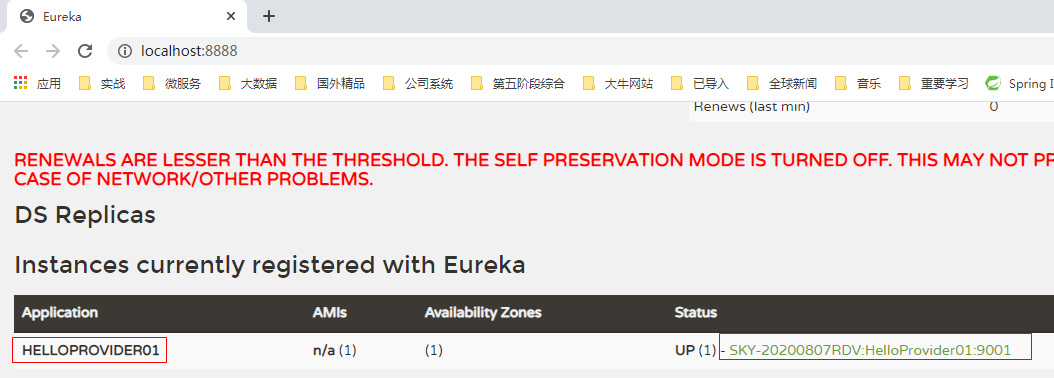 Eureka
localhost:8888
应用 实战 微服务 大数据 国外精品 公司系统 第五阶段综合 大牛网站 已导入 全球新闻 音乐 重要学习 Spring I
Renews (last min) 0
RENEWALS ARE LESSER THAN THE THRESHOLD. THE SELF PRESERVATION MODE IS TURNED OFF. THIS MAY NOT PR
CASE OF NETWORK/OTHER PROBLEMS.
DS Replicas
Instances currently registered with Eureka
Application AMIs Availability Zones Status
HELLOPROVIDER01 n/a (1) (1) UP (1) - SKY-20200807RDV:HelloProvider01:9001